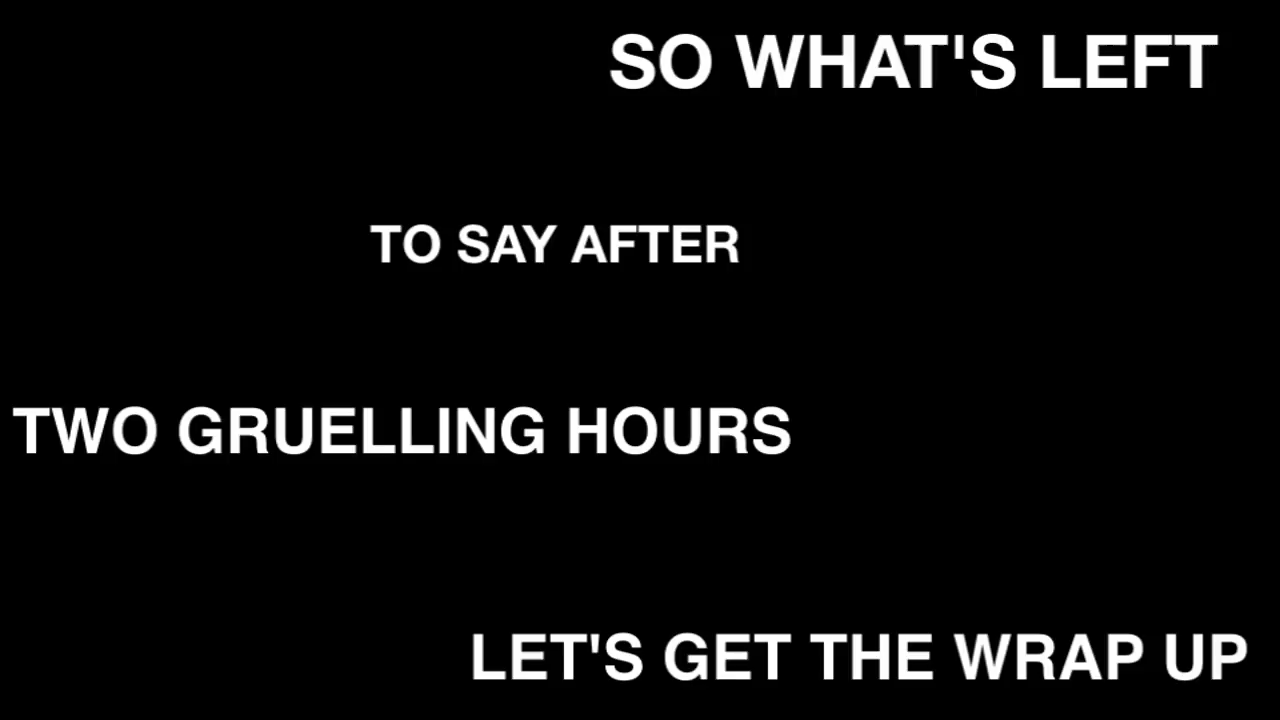 SO WHAT'S LEFT
TO SAY AFTER
TWO GRUELLING HOURS
LET'S GET THE WRAP UP